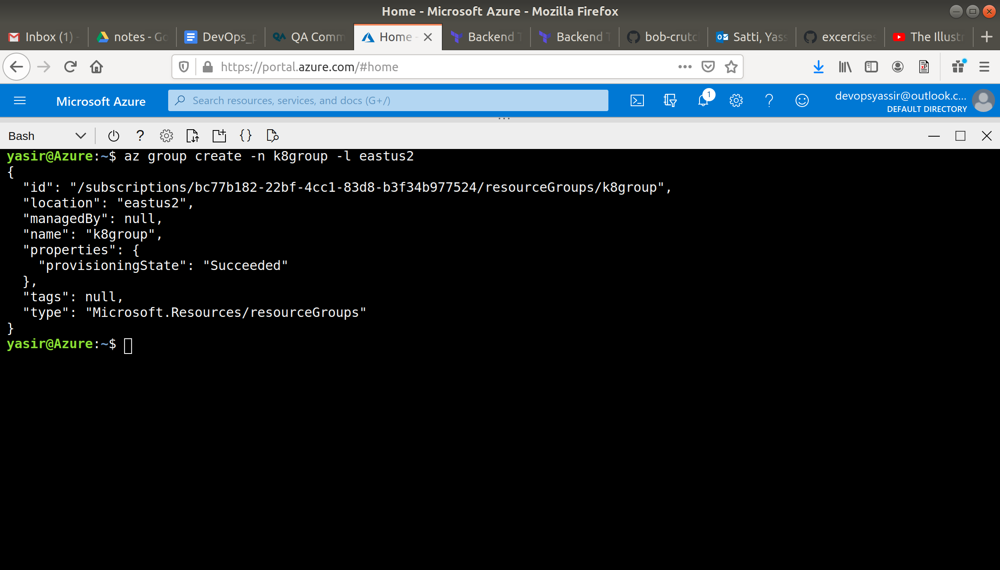 Home - Microsoft Azure - Mozilla Firefox
Inbox (1) - notes - Go DevOps_p QA Comm Home - Backend T Backend T bob-crutc Satti, Yass excercises The Illustr
https://portal.azure.com/#home
Microsoft Azure
Search resources, services, and docs (G+/)
1
devopsyassir@outlook.c...
DEFAULT DIRECTORY
Bash
yasir@Azure:~$ az group create -n k8group -l eastus2
{
  "id": "/subscriptions/bc77b182-22bf-4cc1-83d8-b3f34b977524/resourceGroups/k8group",
  "location": "eastus2",
  "managedBy": null,
  "name": "k8group",
  "properties": {
    "provisioningState": "Succeeded"
  },
  "tags": null,
  "type": "Microsoft.Resources/resourceGroups"
}
yasir@Azure:~$